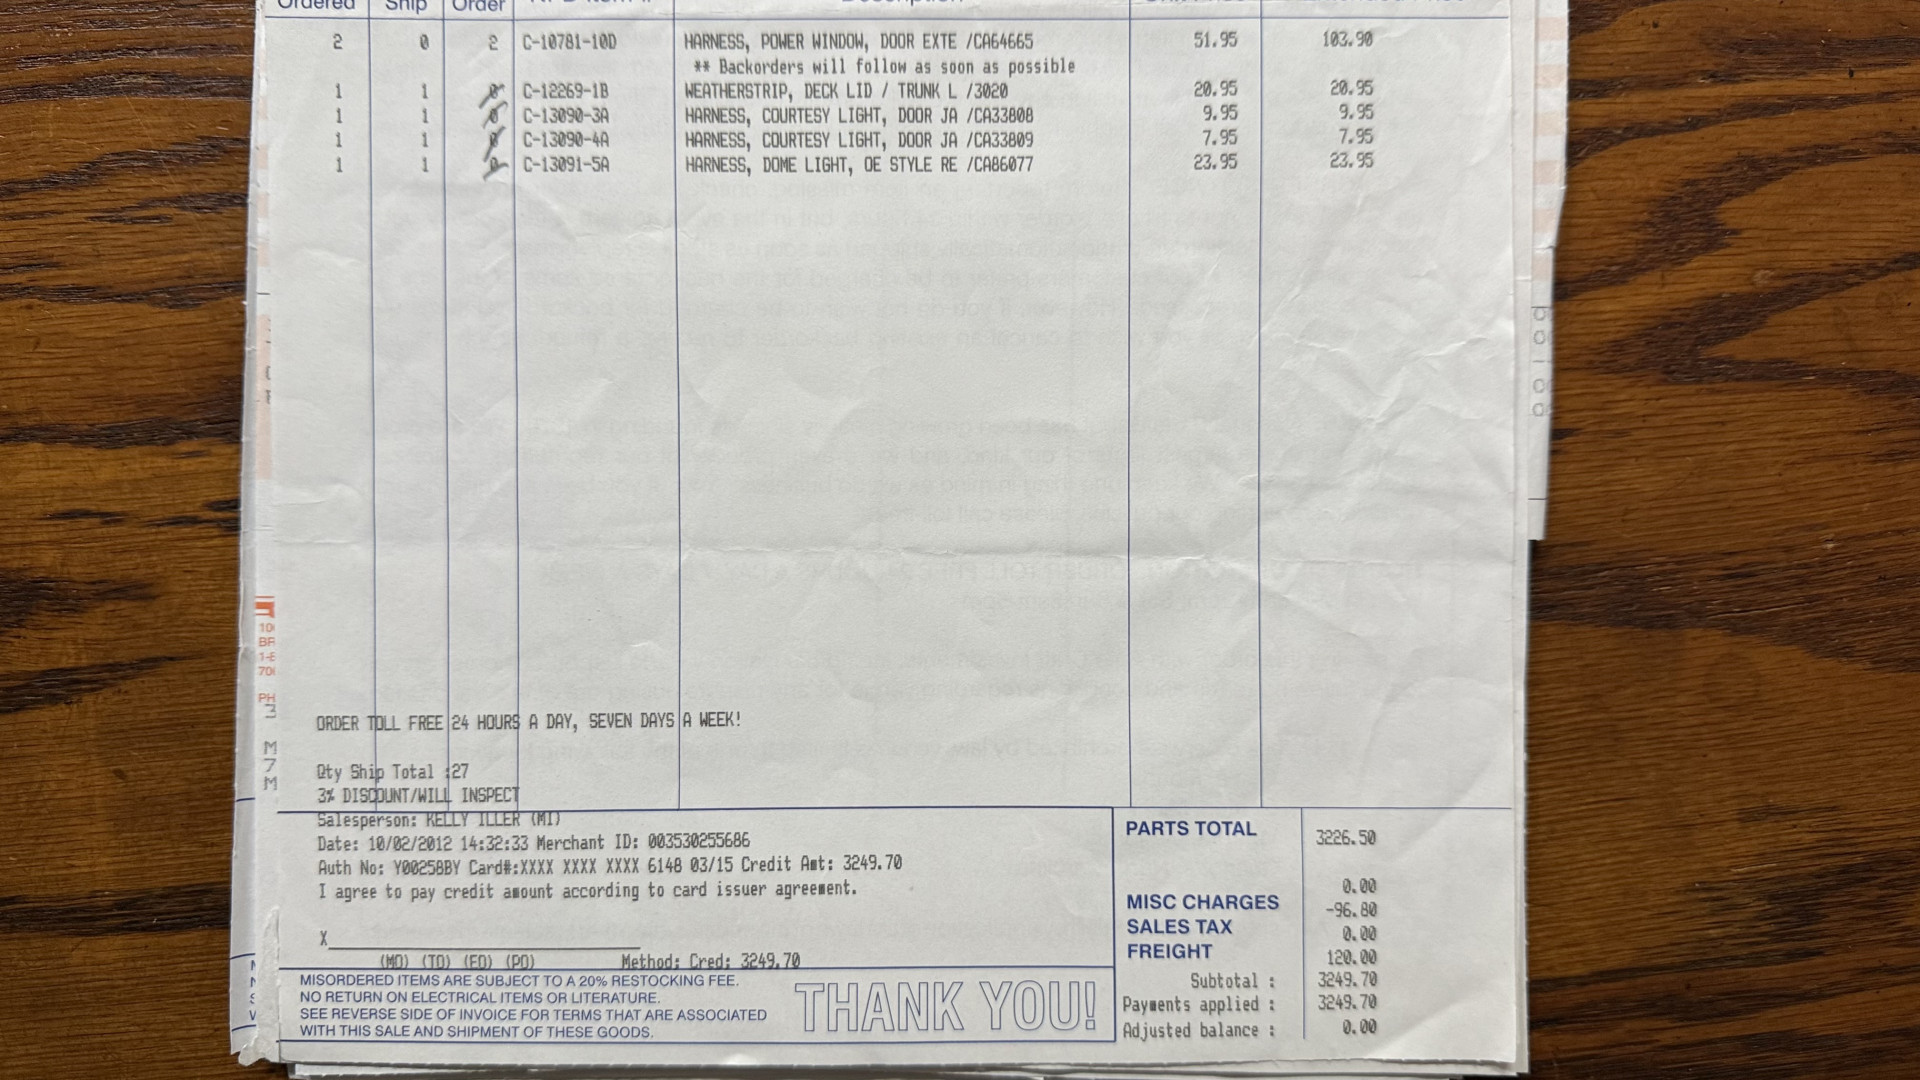 Ordered Ship Order
2 0 2 C-10781-10D HARNESS, POWER WINDOW, DOOR EXTE /CA64665 51.95 103.90
** Backorders will follow as soon as possible
1 1 0 C-12269-1B WEATHERSTRIP, DECK LID / TRUNK L /3020 20.95 20.95
1 1 0 C-13090-3A HARNESS, COURTESY LIGHT, DOOR JA /CA33808 9.95 9.95
1 1 0 C-13090-4A HARNESS, COURTESY LIGHT, DOOR JA /CA33809 7.95 7.95
1 1 0 C-13091-5A HARNESS, DOME LIGHT, OE STYLE RE /CA86077 23.95 23.95
ORDER TOLL FREE 24 HOURS A DAY, SEVEN DAYS A WEEK!
Qty Ship Total :27
3% DISCOUNT/WILL INSPECT
Salesperson: KELLY ILLER (MI)
Date: 10/02/2012 14:32:33 Merchant ID: 003530255686
Auth No: Y00258BY Card#:XXXX XXXX XXXX 6148 03/15 Credit Amt: 3249.70
I agree to pay credit amount according to card issuer agreement.
X
(MO) (TO) (EO) (PO) Method: Cred: 3249.70
MISORDERED ITEMS ARE SUBJECT TO A 20% RESTOCKING FEE.
NO RETURN ON ELECTRICAL ITEMS OR LITERATURE.
SEE REVERSE SIDE OF INVOICE FOR TERMS THAT ARE ASSOCIATED
WITH THIS SALE AND SHIPMENT OF THESE GOODS.
THANK YOU!
PARTS TOTAL 3226.50
0.00
MISC CHARGES -96.80
SALES TAX 0.00
FREIGHT 120.00
Subtotal : 3249.70
Payments applied : 3249.70
Adjusted balance : 0.00